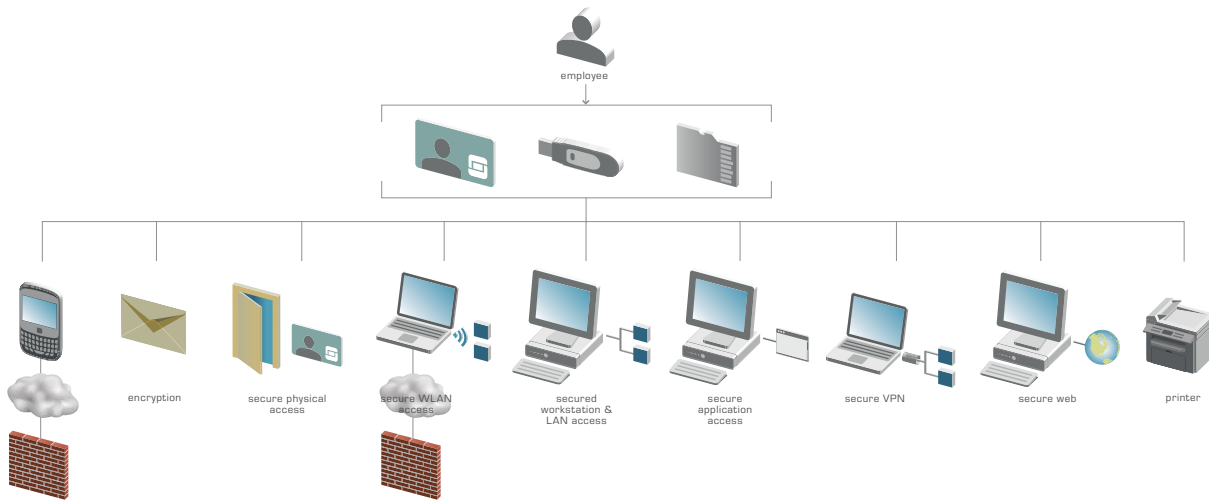 employee
encryption
secure physical
access
secure WLAN
access
secured
workstation &
LAN access
secure
application
access
secure VPN
secure web
printer